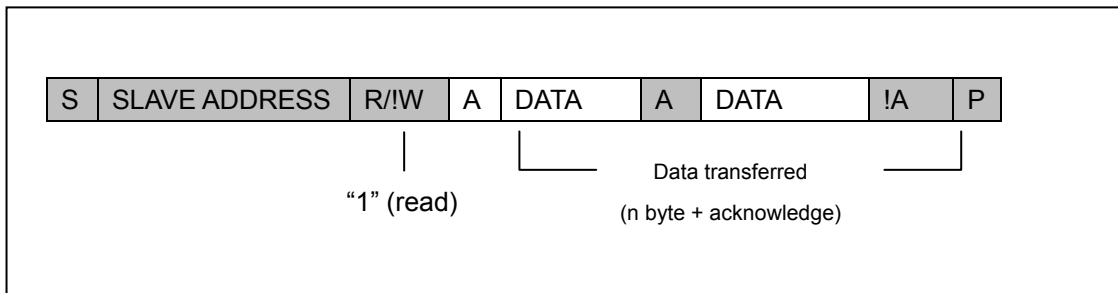 S SLAVE ADDRESS R/!W A DATA A DATA !A P
“1” (read)
Data transferred
(n byte + acknowledge)